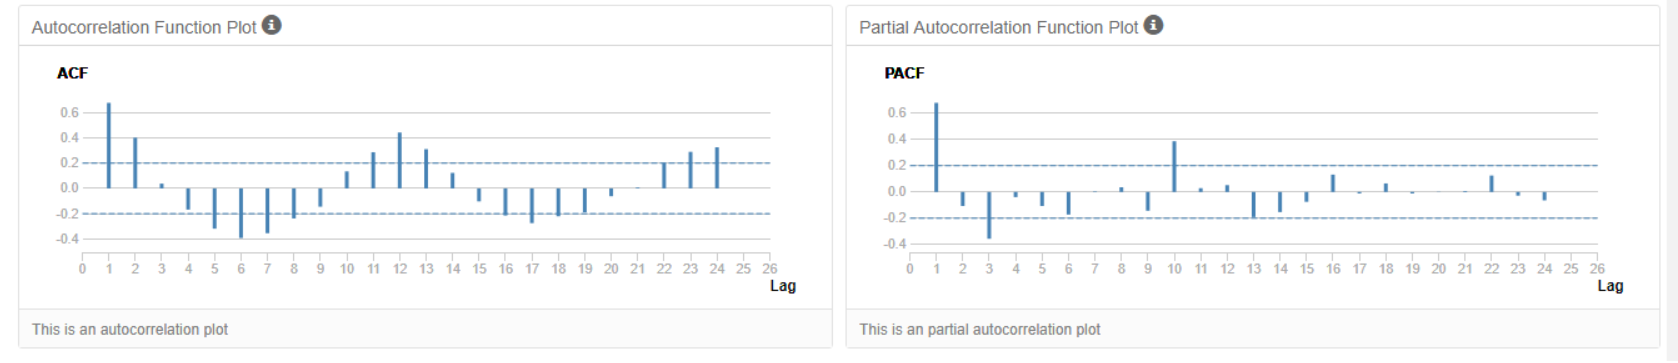 Autocorrelation Function Plot
ACF
0.6
0.4
0.2
0.0
-0.2
-0.4
0 1 2 3 4 5 6 7 8 9 10 11 12 13 14 15 16 17 18 19 20 21 22 23 24 25 26
Lag
This is an autocorrelation plot
Partial Autocorrelation Function Plot
PACF
0.6
0.4
0.2
0.0
-0.2
-0.4
0 1 2 3 4 5 6 7 8 9 10 11 12 13 14 15 16 17 18 19 20 21 22 23 24 25 26
Lag
This is an partial autocorrelation plot